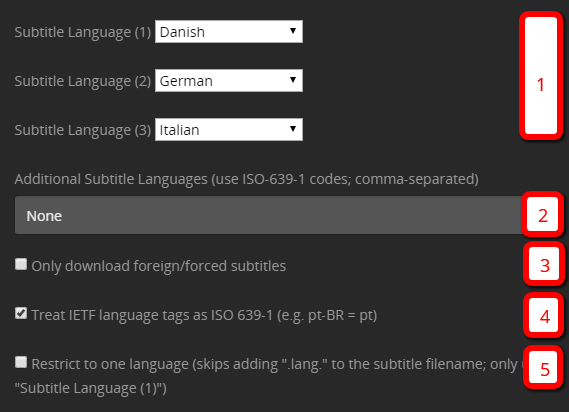 Subtitle Language (1) Danish
1
Subtitle Language (2) German
Subtitle Language (3) Italian
Additional Subtitle Languages (use ISO-639-1 codes; comma-separated)
None 2
Only download foreign/forced subtitles 3
Treat IETF language tags as ISO 639-1 (e.g. pt-BR = pt) 4
Restrict to one language (skips adding ".lang." to the subtitle filename; only 5
"Subtitle Language (1)")